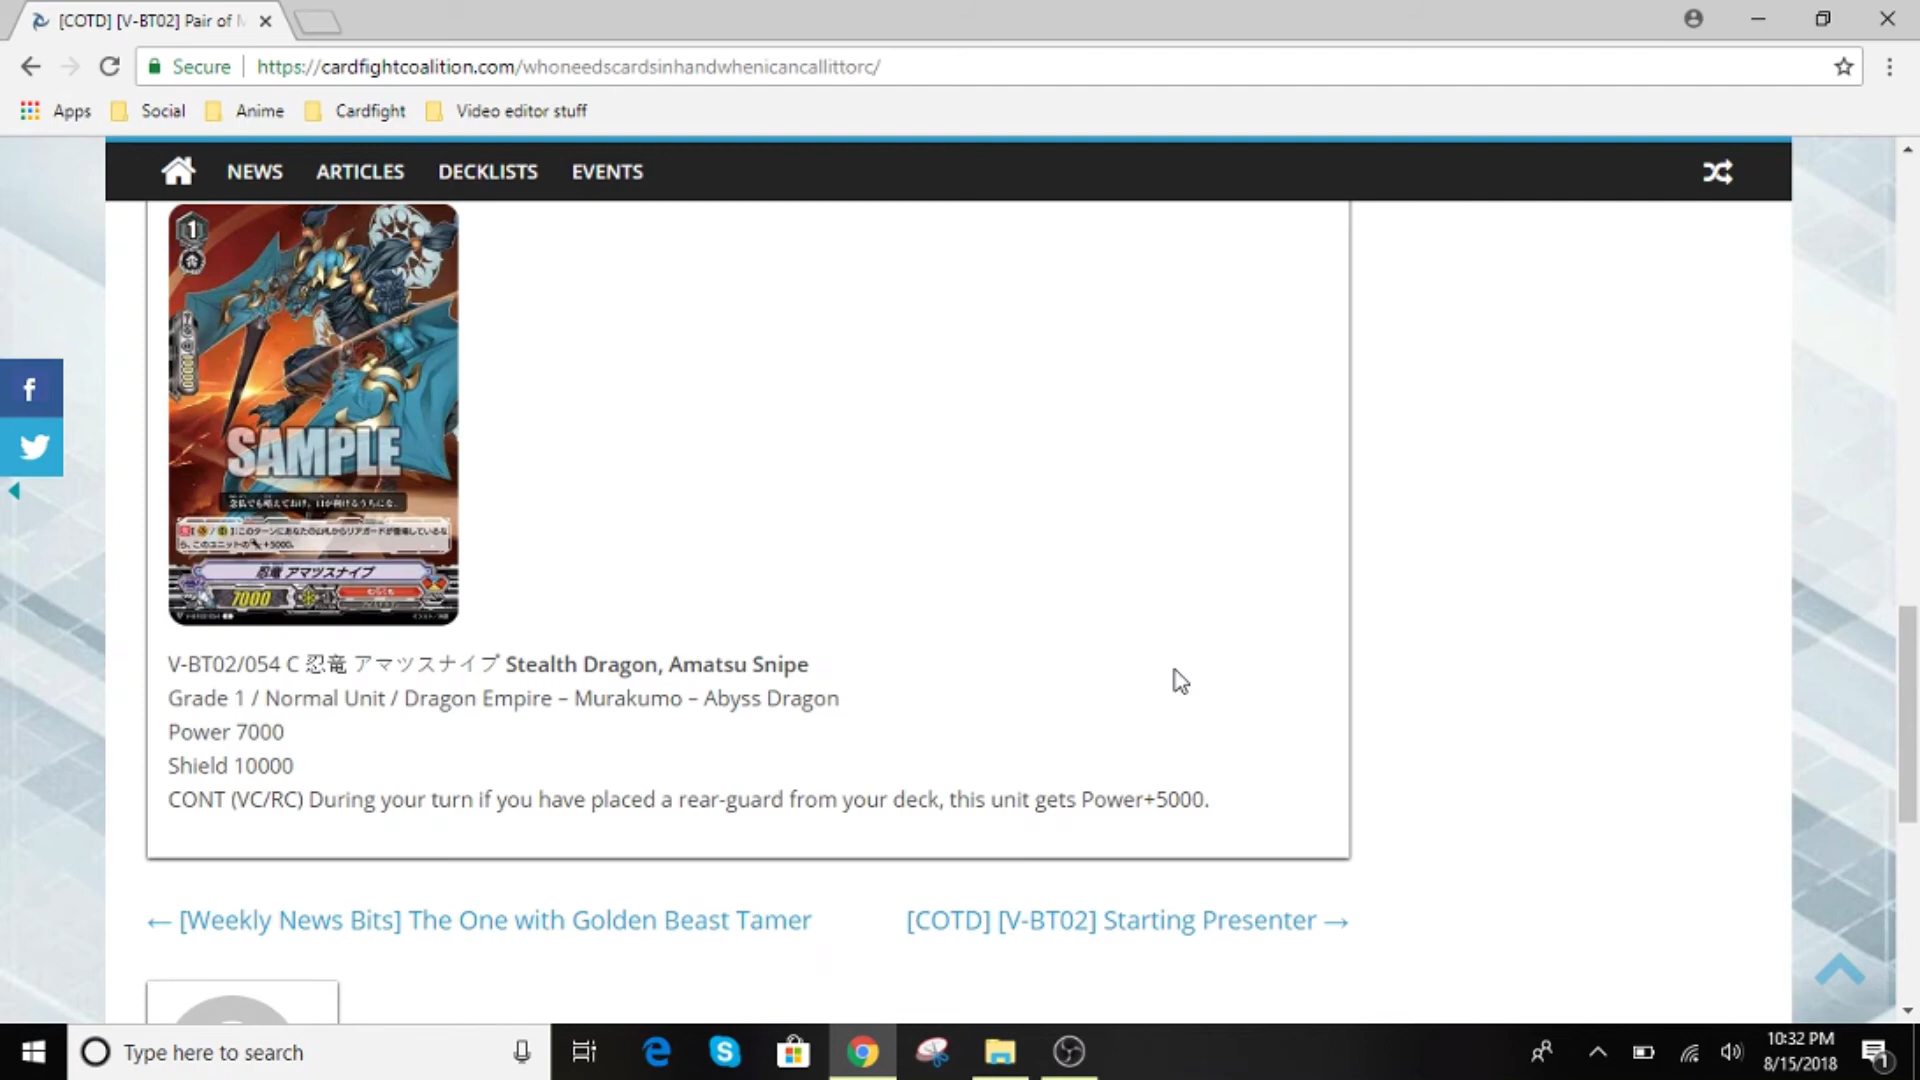 [COTD] [V-BT02] Pair of M
Secure
https://cardfightcoalition.com/whoneedscardsinhandwhenicancallittorc/
Apps Social Anime Cardfight Video editor stuff
NEWS ARTICLES DECKLISTS EVENTS
1
f
SAMPLE
忍竜 アマツスナイプ
7000
むらくも
V-BT02/054 C 忍竜 アマツスナイプ Stealth Dragon, Amatsu Snipe
Grade 1 / Normal Unit / Dragon Empire – Murakumo – Abyss Dragon
Power 7000
Shield 10000
CONT (VC/RC) During your turn if you have placed a rear-guard from your deck, this unit gets Power+5000.
← [Weekly News Bits] The One with Golden Beast Tamer
[COTD] [V-BT02] Starting Presenter →
Type here to search
10:32 PM
8/15/2018
1